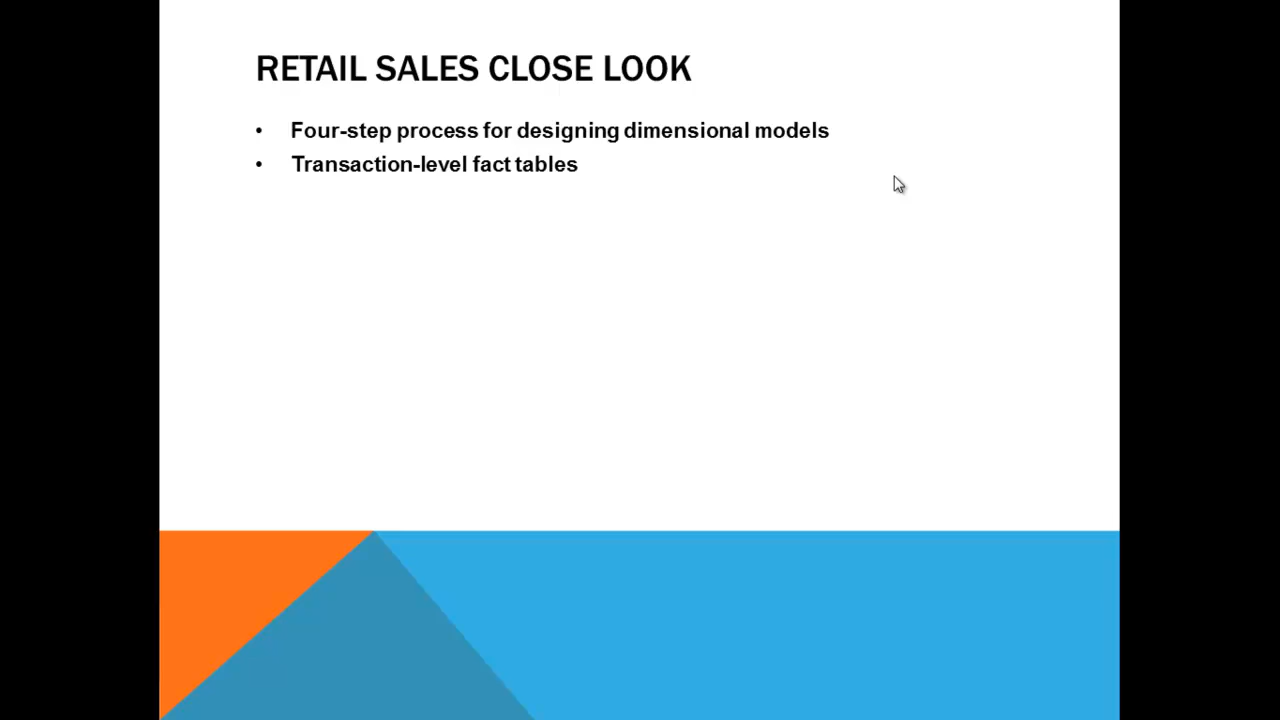 RETAIL SALES CLOSE LOOK
• Four-step process for designing dimensional models
• Transaction-level fact tables